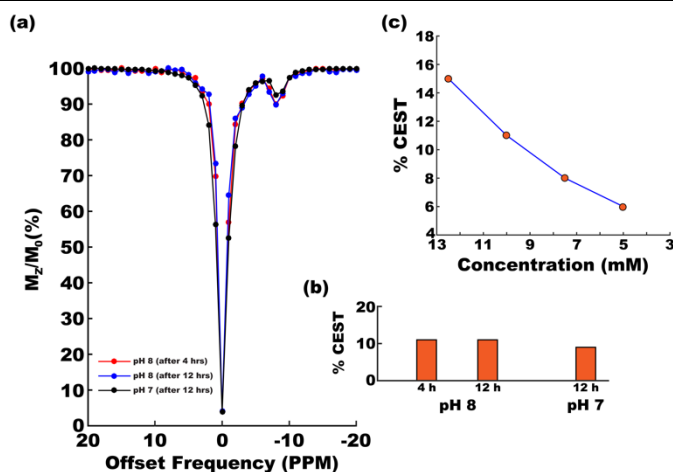 (a)
100
90
80
70
60
50
40
30
20
10
0
M_Z/M_0(%)
pH 8 (after 4 hrs)
pH 8 (after 12 hrs)
pH 7 (after 12 hrs)
20 10 0 -10 -20
Offset Frequency (PPM)
(c)
18
16
14
12
10
8
6
4
% CEST
13 11 9 7 5 3
Concentration (mM)
(b)
20
10
0
% CEST
4 h 12 h 12 h
pH 8 pH 7